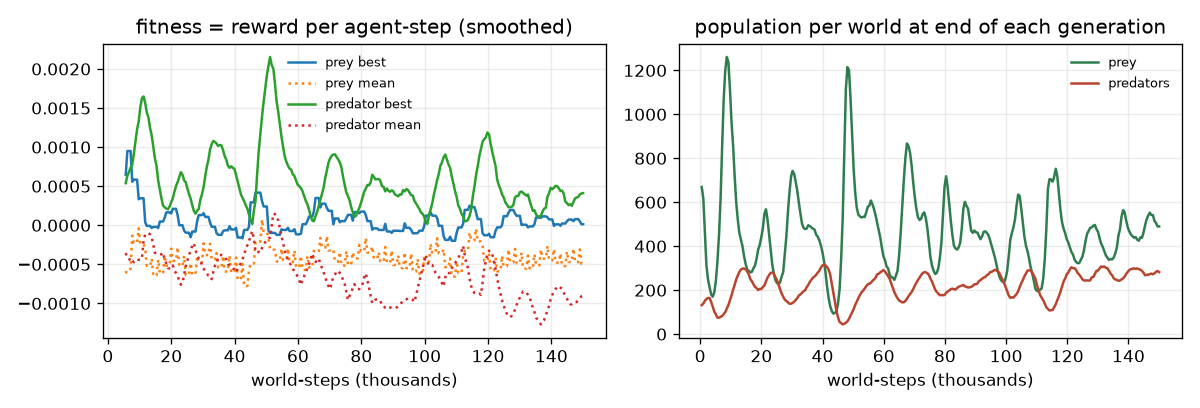 fitness = reward per agent-step (smoothed)
prey best
prey mean
predator best
predator mean
0.0020
0.0015
0.0010
0.0005
0.0000
−0.0005
−0.0010
0 20 40 60 80 100 120 140
world-steps (thousands)
population per world at end of each generation
prey
predators
1200
1000
800
600
400
200
0
0 20 40 60 80 100 120 140
world-steps (thousands)